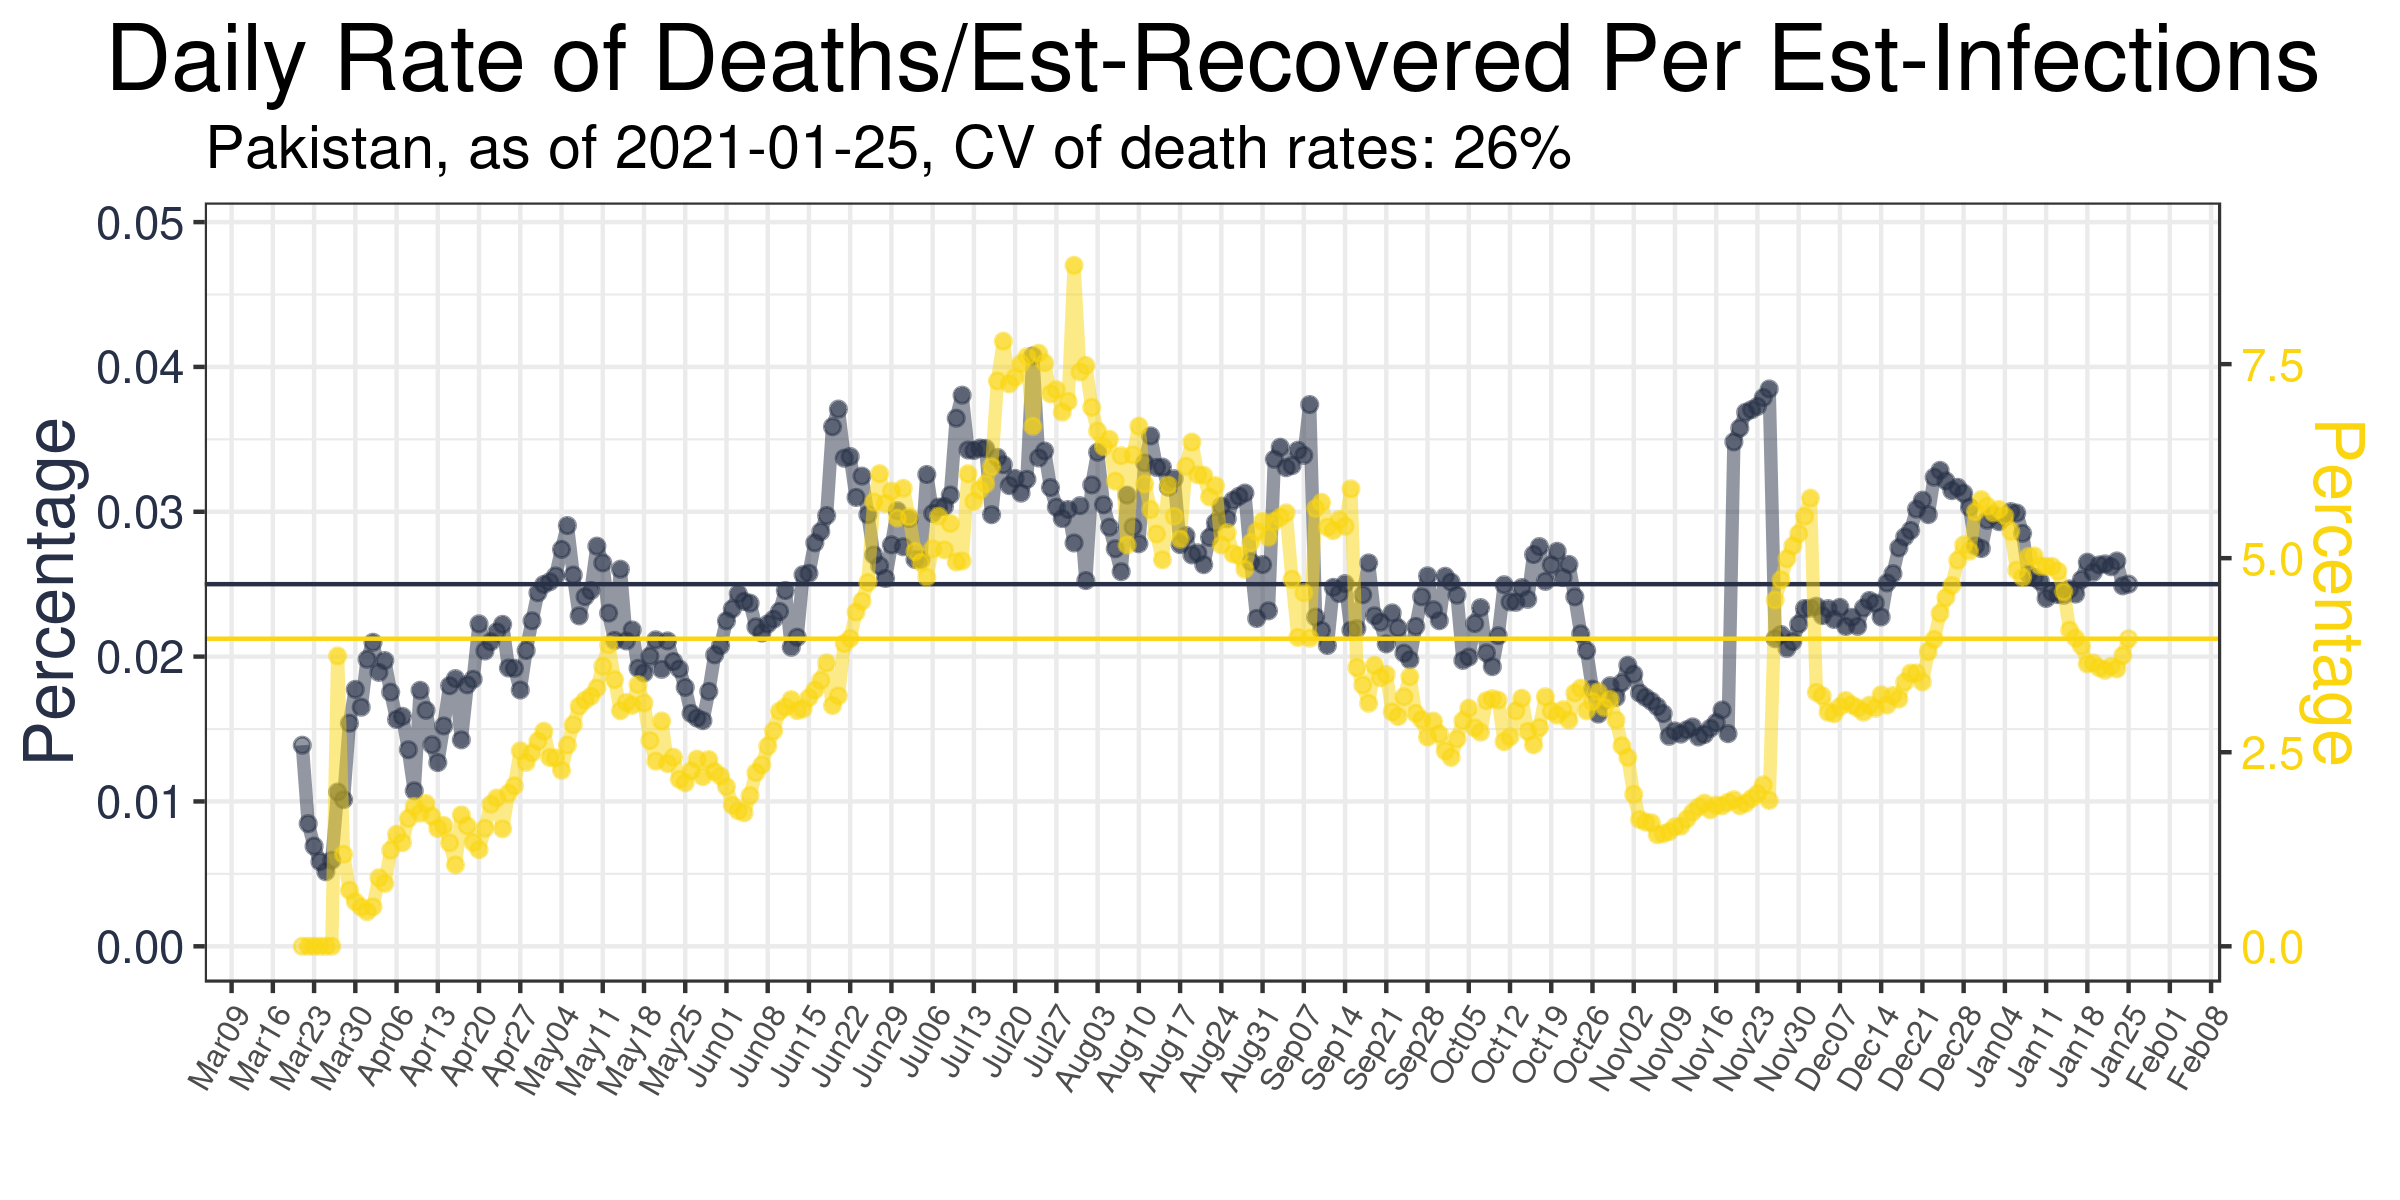 Daily Rate of Deaths/Est-Recovered Per Est-Infections
Pakistan, as of 2021-01-25, CV of death rates: 26%
Percentage
0.05
0.04
0.03
0.02
0.01
0.00
7.5
5.0
2.5
0.0
Percentage
Mar09 Mar16 Mar23 Mar30 Apr06 Apr13 Apr20 Apr27 May04 May11 May18 May25 Jun01 Jun08 Jun15 Jun22 Jun29 Jul06 Jul13 Jul20 Jul27 Aug03 Aug10 Aug17 Aug24 Aug31 Sep07 Sep14 Sep21 Sep28 Oct05 Oct12 Oct19 Oct26 Nov02 Nov09 Nov16 Nov23 Nov30 Dec07 Dec14 Dec21 Dec28 Jan04 Jan11 Jan18 Jan25 Feb01 Feb08